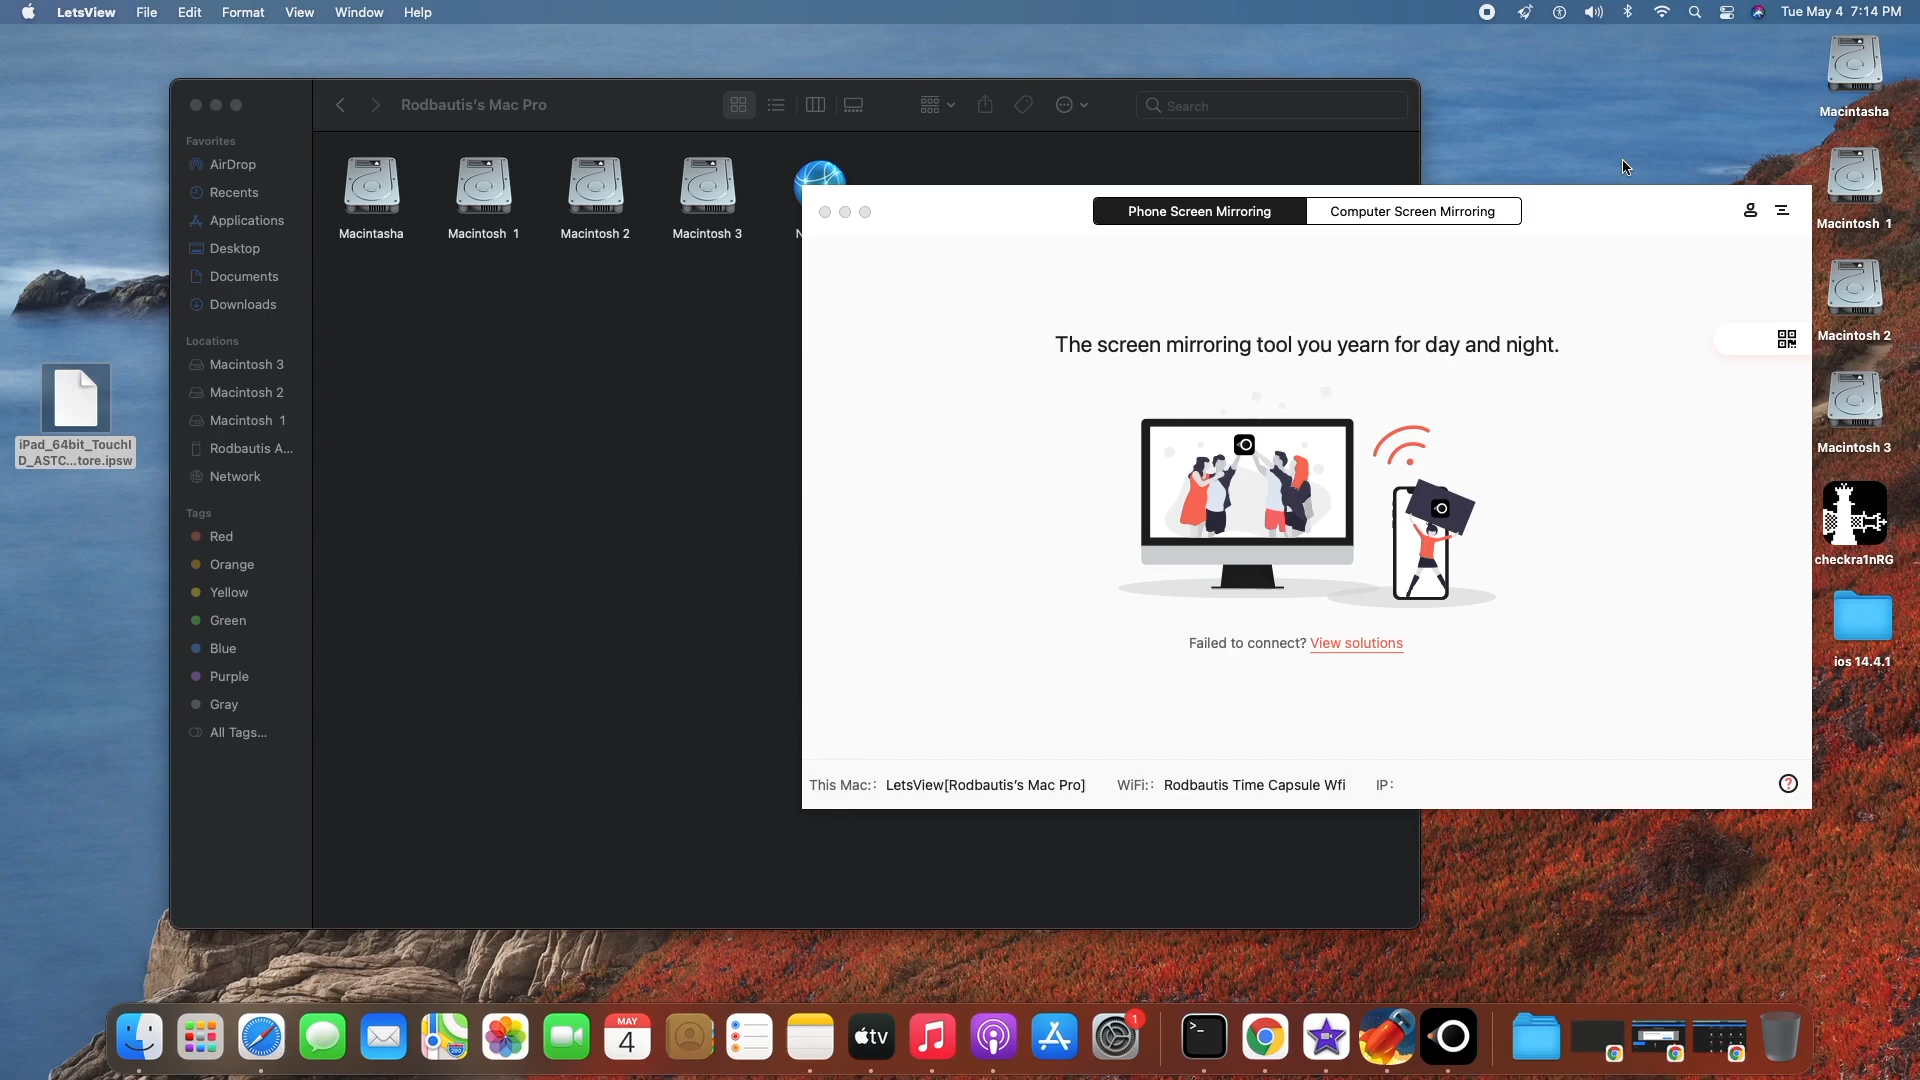 LetsView File Edit Format View Window Help
Tue May 4 7:14 PM
Rodbautis's Mac Pro
Search
Favorites
AirDrop
Recents
Applications
Desktop
Documents
Downloads
Locations
Macintosh 3
Macintosh 2
Macintosh 1
Rodbautis A...
Network
Tags
Red
Orange
Yellow
Green
Blue
Purple
Gray
All Tags...
Macintasha
Macintosh 1
Macintosh 2
Macintosh 3
N
iPad_64bit_TouchI
D_ASTC...tore.ipsw
Phone Screen Mirroring
Computer Screen Mirroring
The screen mirroring tool you yearn for day and night.
Failed to connect? View solutions
This Mac:: LetsView[Rodbautis's Mac Pro]
WiFi:: Rodbautis Time Capsule Wfi
IP:
?
Macintasha
Macintosh 1
Macintosh 2
Macintosh 3
checkra1nRG
ios 14.4.1
280
MAY
4
tv
1
>_